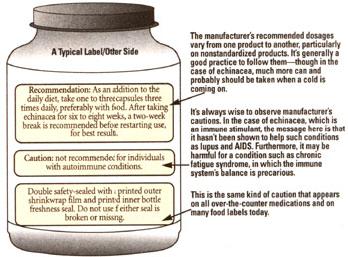 A Typical Label/Otter Side
Recommendation: As an addition to the
daily diet, take one to threecapsules three
times daily, preferably with food. After taking
echinacea for six to eight weeks, a two-week
break is recommended before restarting use,
for best result.
Caution: not recommended for individuals
with autoimmune conditions.
Double safety-sealed with printed outer
shrinkwrap film and printd inner bottle
freshness seal. Do not use if either seal is
broken or missing.
The manufacturer's recommended dosages
vary from one product to another, particularly
on nonstandardized products. It's generally a
good practice to follow them—though in the
case of echinacea, much more can and
probably should be taken when a cold is
coming on.
It's always wise to observe manufacturer's
cautions. In the case of echinacea, which is
an immune stimulant, the message here is that
it hasn't been shown to help such conditions
as lupus and AIDS. Furthermore, it may be
harmful for a condition such as chronic
fatigue syndrome, in which the immune
system's balance is precarious.
This is the same kind of caution that appears
on all over-the-counter medications and on
many food labels today.